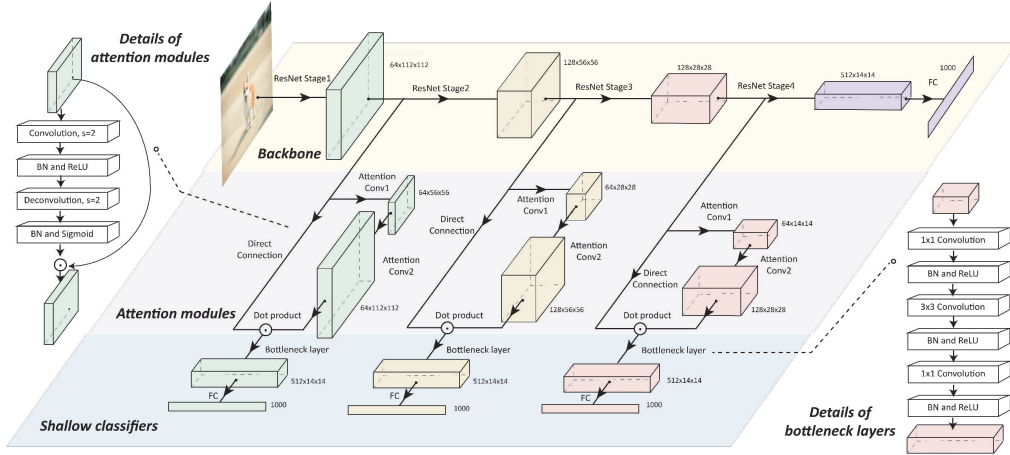 Details of
attention modules
Convolution, s=2
BN and ReLU
Deconvolution, s=2
BN and Sigmoid
ResNet Stage1
64x112x112
ResNet Stage2
128x56x56
ResNet Stage3
128x28x28
ResNet Stage4
512x14x14
FC
1000
Backbone
Attention
Conv1
64x56x56
Direct
Connection
Attention
Conv2
64x112x112
Dot product
Attention
Conv1
64x28x28
Direct
Connection
Attention
Conv2
128x56x56
Dot product
Attention
Conv1
64x14x14
Direct
Connection
Attention
Conv2
128x28x28
Dot product
Attention modules
Bottleneck layer
512x14x14
FC
1000
Bottleneck layer
512x14x14
FC
1000
Bottleneck layer
512x14x14
FC
1000
Shallow classifiers
1x1 Convolution
BN and ReLU
3x3 Convolution
BN and ReLU
1x1 Convolution
BN and ReLU
Details of
bottleneck layers